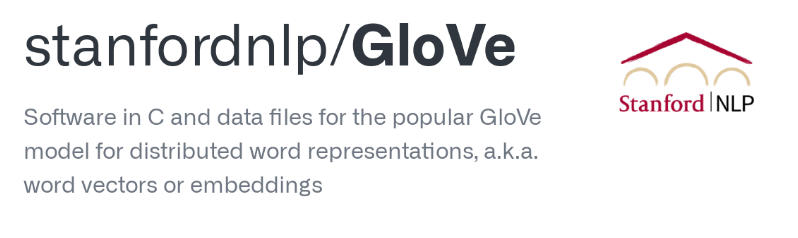 stanfordnlp/GloVe
Software in C and data files for the popular GloVe
model for distributed word representations, a.k.a.
word vectors or embeddings
Stanford|NLP